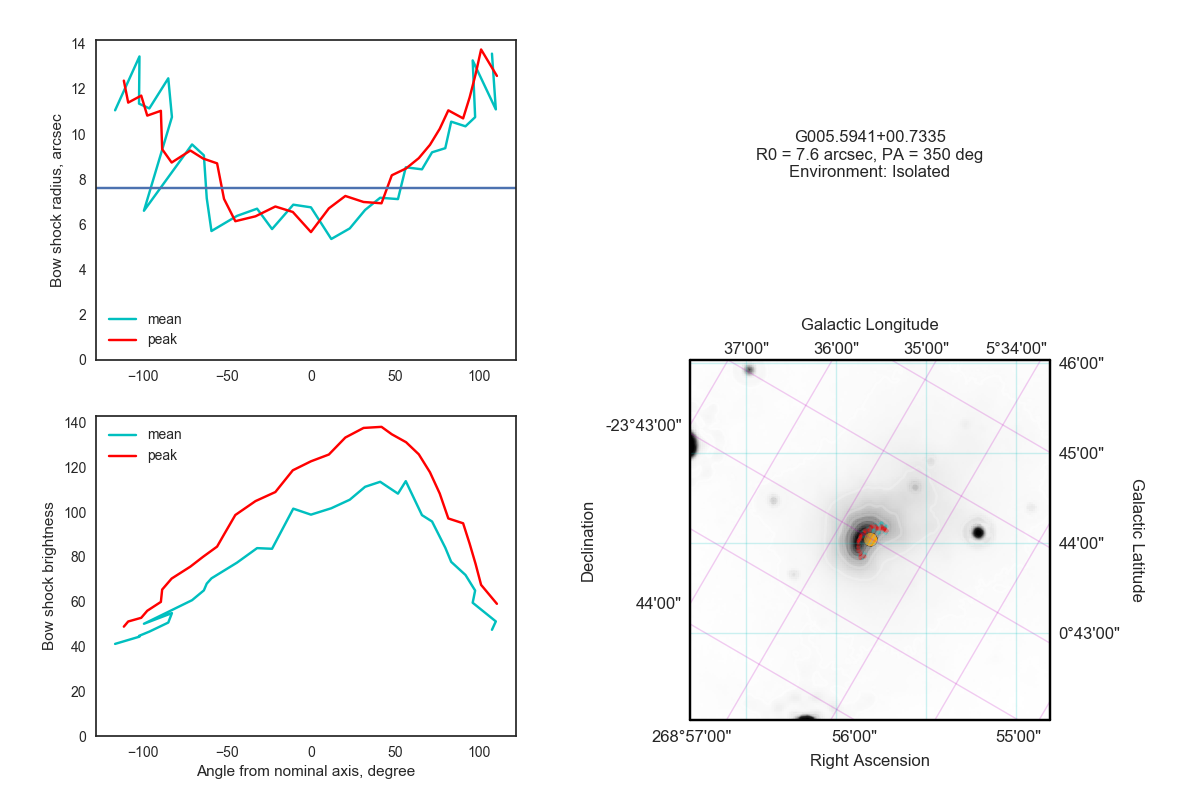 14
12
10
8
6
4
2
0
Bow shock radius, arcsec
mean
peak
−100
−50
0
50
100
140
120
100
80
60
40
20
0
Bow shock brightness
mean
peak
−100
−50
0
50
100
Angle from nominal axis, degree
G005.5941+00.7335
R0 = 7.6 arcsec, PA = 350 deg
Environment: Isolated
Galactic Longitude
37'00"
36'00"
35'00"
5°34'00"
46'00"
45'00"
44'00"
0°43'00"
Galactic Latitude
-23°43'00"
44'00"
Declination
268°57'00"
56'00"
55'00"
Right Ascension